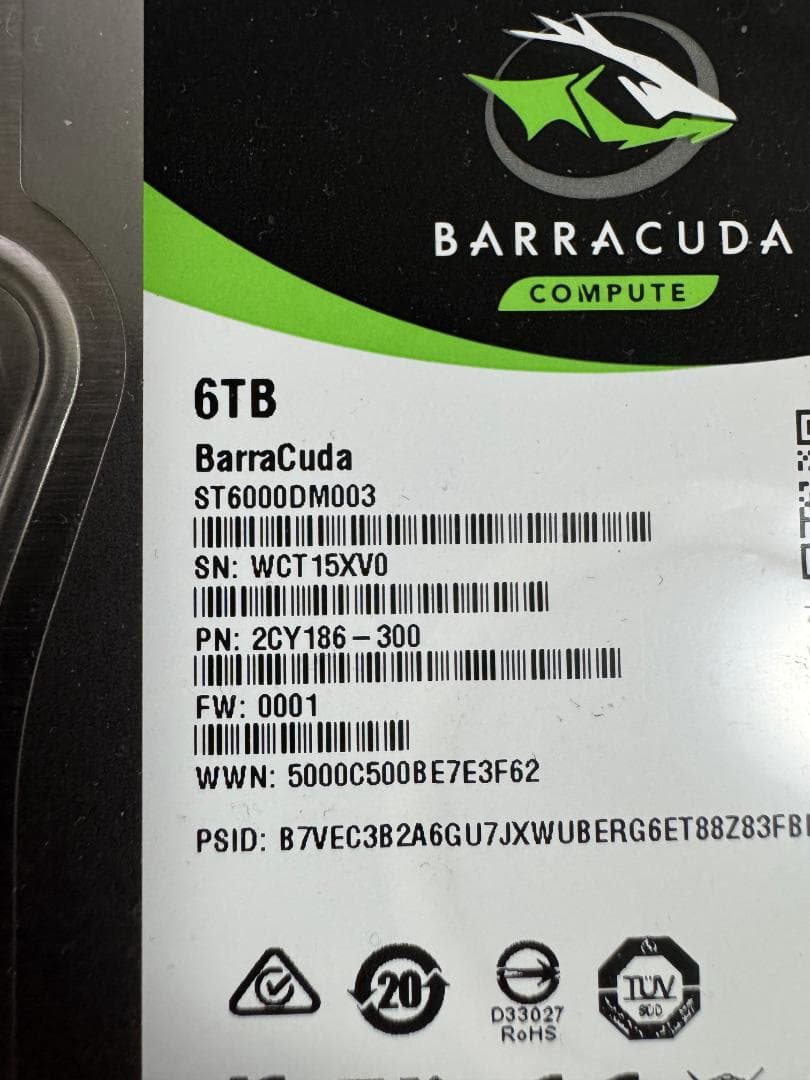 BARRACUDA
COMPUTE
6TB
BarraCuda
ST6000DM003
SN: WCT15XV0
PN: 2CY186-300
FW: 0001
WWN: 5000C500BE7E3F62
PSID: B7VEC3B2A6GU7JXWUBERG6ET88Z83FB
20
D33027
RoHS
TÜV
SÜD